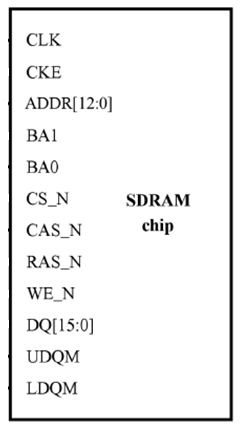 CLK
CKE
ADDR[12:0]
BA1
BA0
CS_N
CAS_N
RAS_N
WE_N
DQ[15:0]
UDQM
LDQM
SDRAM
chip